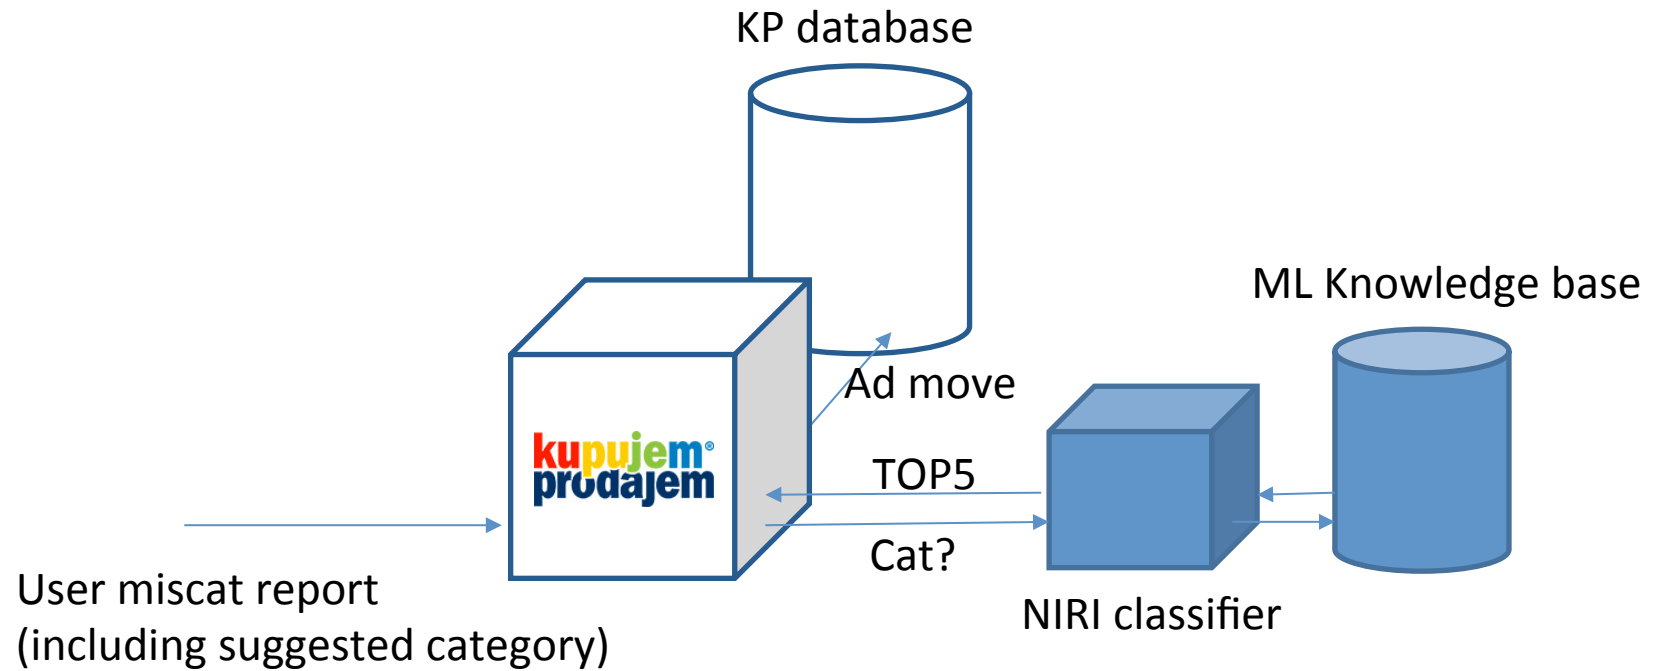 KP database
ML Knowledge base
Ad move
kupujem®
prodajem
TOP5
Cat?
User miscat report
(including suggested category)
NIRI classifier